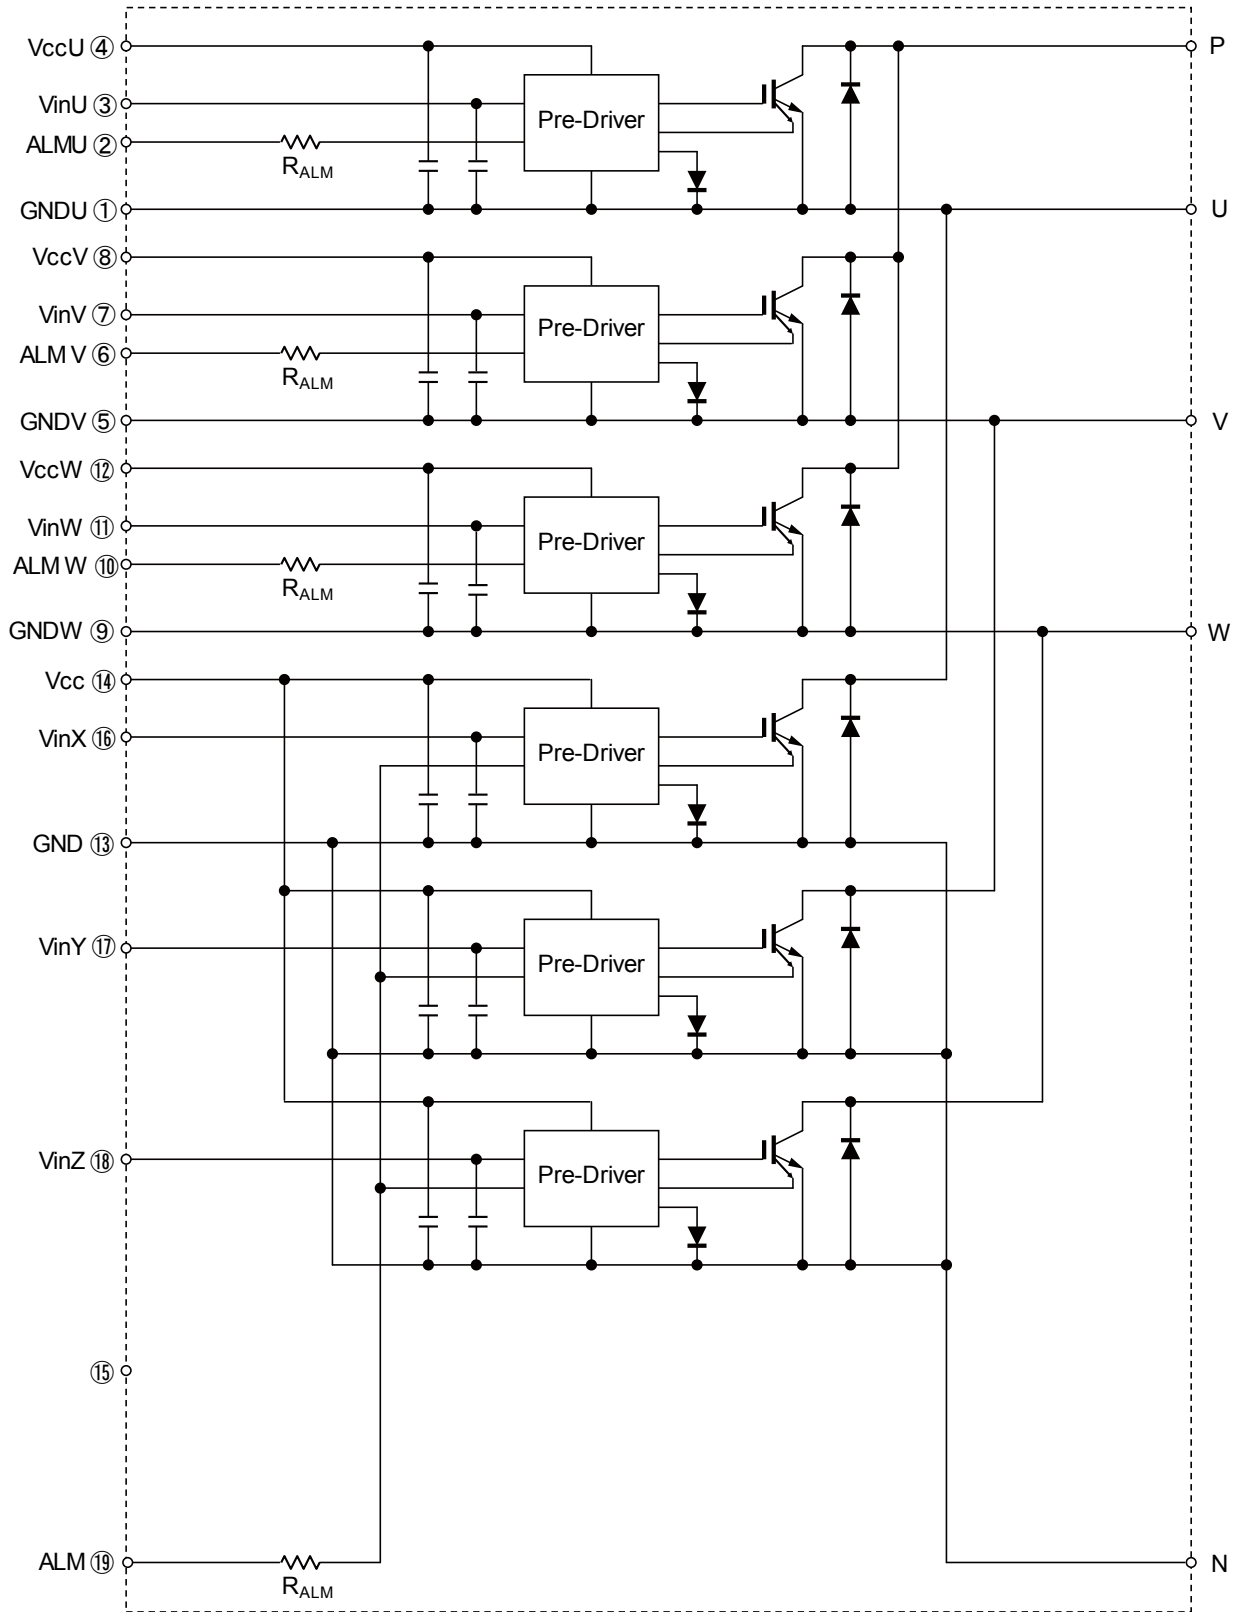 VccU ④
P
VinU ③
Pre-Driver
ALMU ②
RALM
GNDU ①
U
VccV ⑧
VinV ⑦
Pre-Driver
ALM V ⑥
RALM
GNDV ⑤
V
VccW ⑫
VinW ⑪
Pre-Driver
ALM W ⑩
RALM
GNDW ⑨
W
Vcc ⑭
VinX ⑯
Pre-Driver
GND ⑬
VinY ⑰
Pre-Driver
VinZ ⑱
Pre-Driver
⑮
ALM ⑲
RALM
N